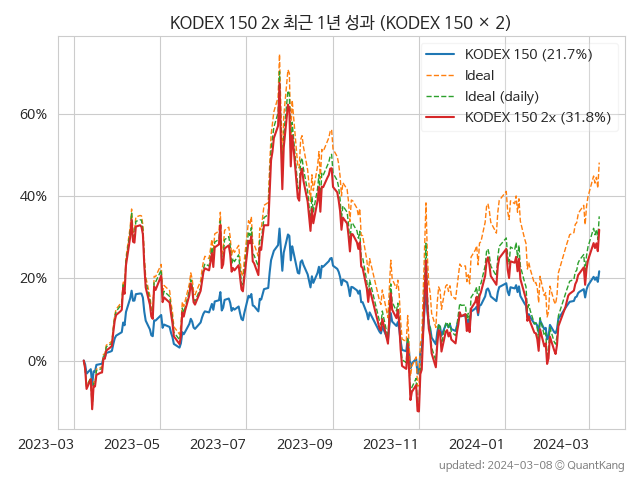 KODEX 150 2x 최근 1년 성과 (KODEX 150 × 2)
KODEX 150 (21.7%)
Ideal
Ideal (daily)
KODEX 150 2x (31.8%)
60%
40%
20%
0%
2023−03 2023−05 2023−07 2023−09 2023−11 2024−01 2024−03
updated: 2024-03-08 © QuantKang